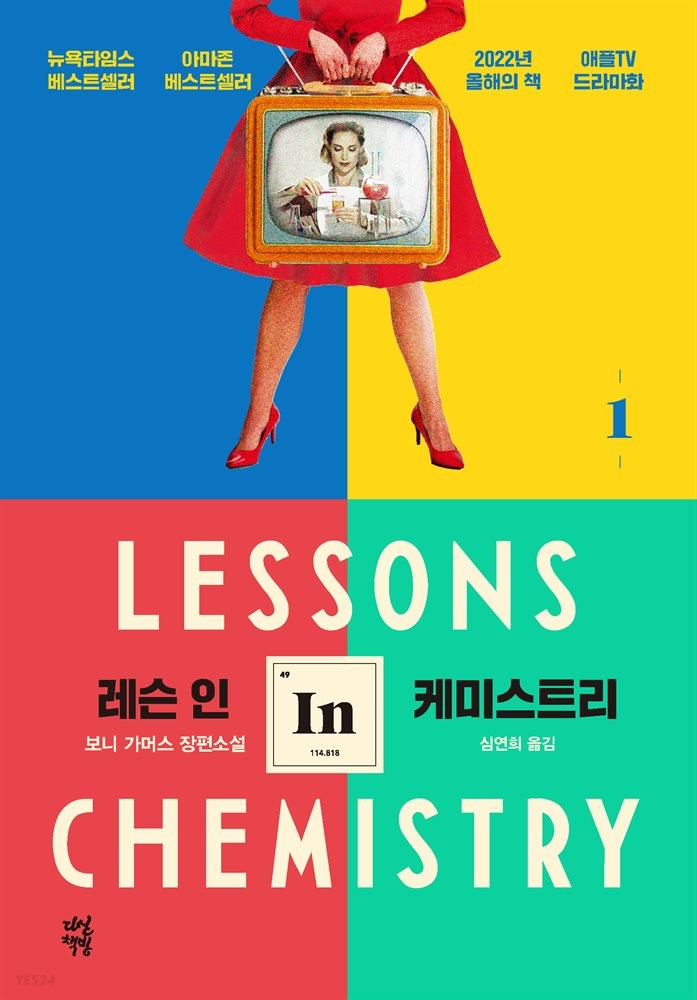 뉴욕타임스
베스트셀러
아마존
베스트셀러
2022년
올해의 책
애플TV
드라마화
1
LESSONS
레슨 인
보니 가머스 장편소설
49
In
114.818
케미스트리
심연희 옮김
CHEMISTRY
다산
책방
YES24